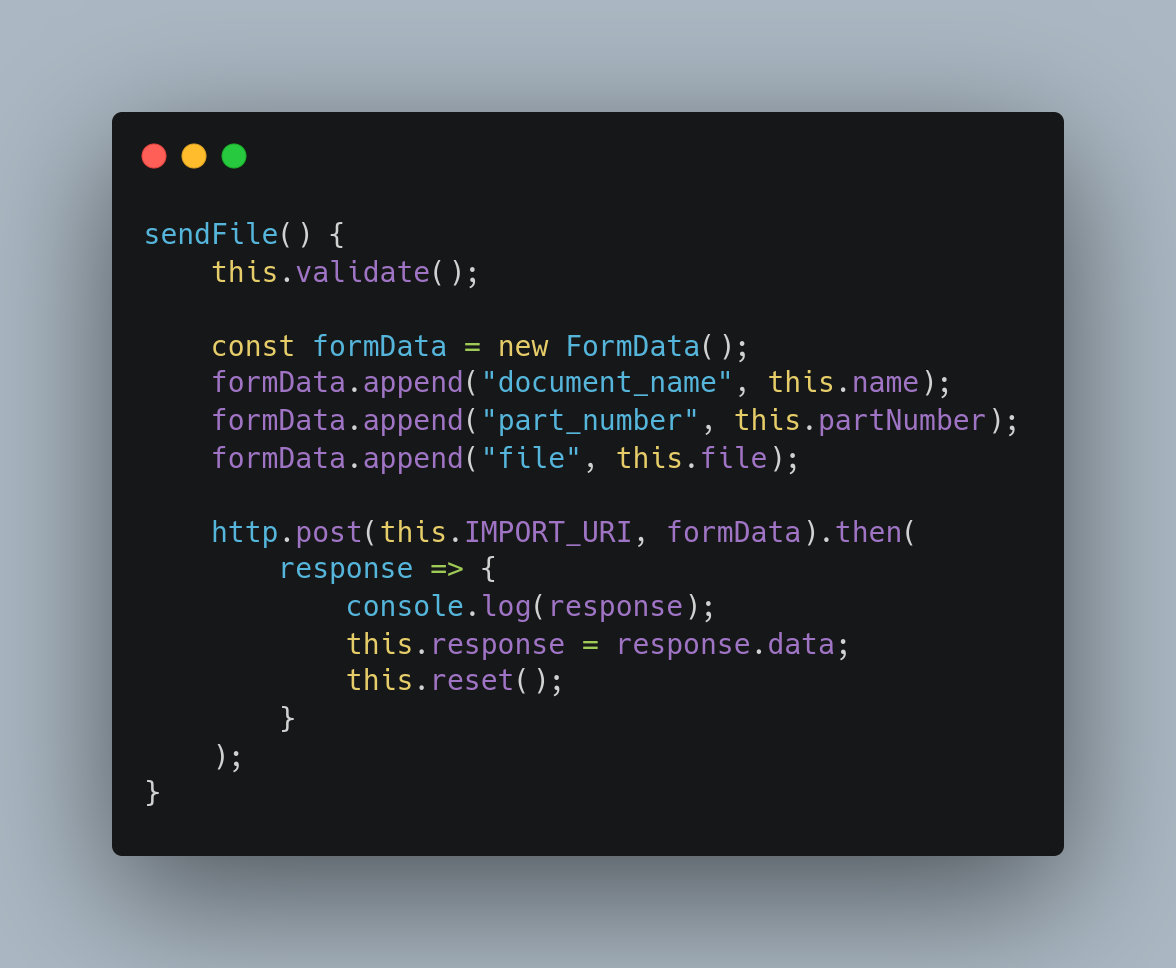 sendFile() {
    this.validate();

    const formData = new FormData();
    formData.append("document_name", this.name);
    formData.append("part_number", this.partNumber);
    formData.append("file", this.file);

    http.post(this.IMPORT_URI, formData).then(
        response => {
            console.log(response);
            this.response = response.data;
            this.reset();
        }
    );
}